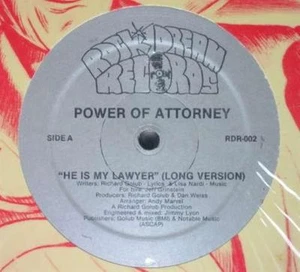 ROCK DREAM
RECORDS
POWER OF ATTORNEY
SIDE A
RDR-002
"HE IS MY LAWYER" (LONG VERSION)
Writers: Richard Golub - Lyrics & Lisa Nardi - Music
For
Jeff
Producers: Richard Golub & Dan Weiss
Arranger: Andy Marvel
A Richard Golub Production
Engineered & mixed: Jimmy Lyon
Publishers: Golub Music (BMI) & Notable Music
(ASCAP)